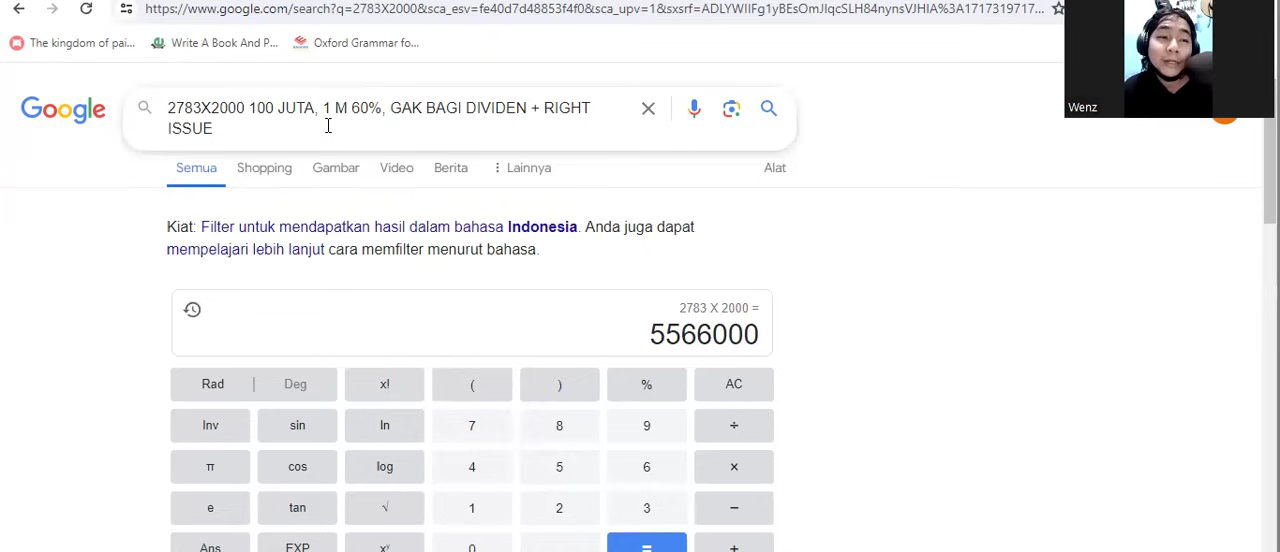 https://www.google.com/search?q=2783X2000&sca_esv=fe40d7d48853f4f0&sca_upv=1&sxsrf=ADLYWIIFg1yBEsOmJlqcSLH84nynsVJHIA%3A1717319717...
The kingdom of pai...
Write A Book And P...
Oxford Grammar fo...
Wenz
Google
2783X2000 100 JUTA, 1 M 60%, GAK BAGI DIVIDEN + RIGHT
ISSUE
Semua Shopping Gambar Video Berita Lainnya Alat
Kiat: Filter untuk mendapatkan hasil dalam bahasa Indonesia. Anda juga dapat
mempelajari lebih lanjut cara memfilter menurut bahasa.
2783 X 2000 =
5566000
Rad Deg x! ( ) % AC
Inv sin ln 7 8 9 ÷
π cos log 4 5 6 ×
e tan √ 1 2 3 −
Ans EXP xʸ 0 . = +